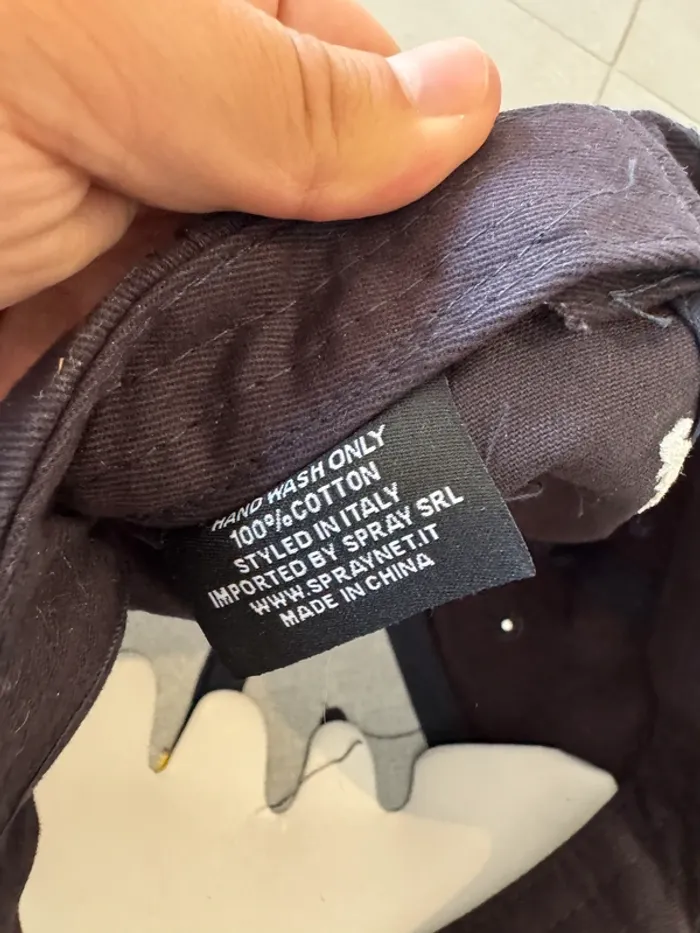 HAND WASH ONLY
100%COTTON
STYLED IN ITALY
IMPORTED BY SPRAY SRL
WWW.SPRAYNET.IT
MADE IN CHINA